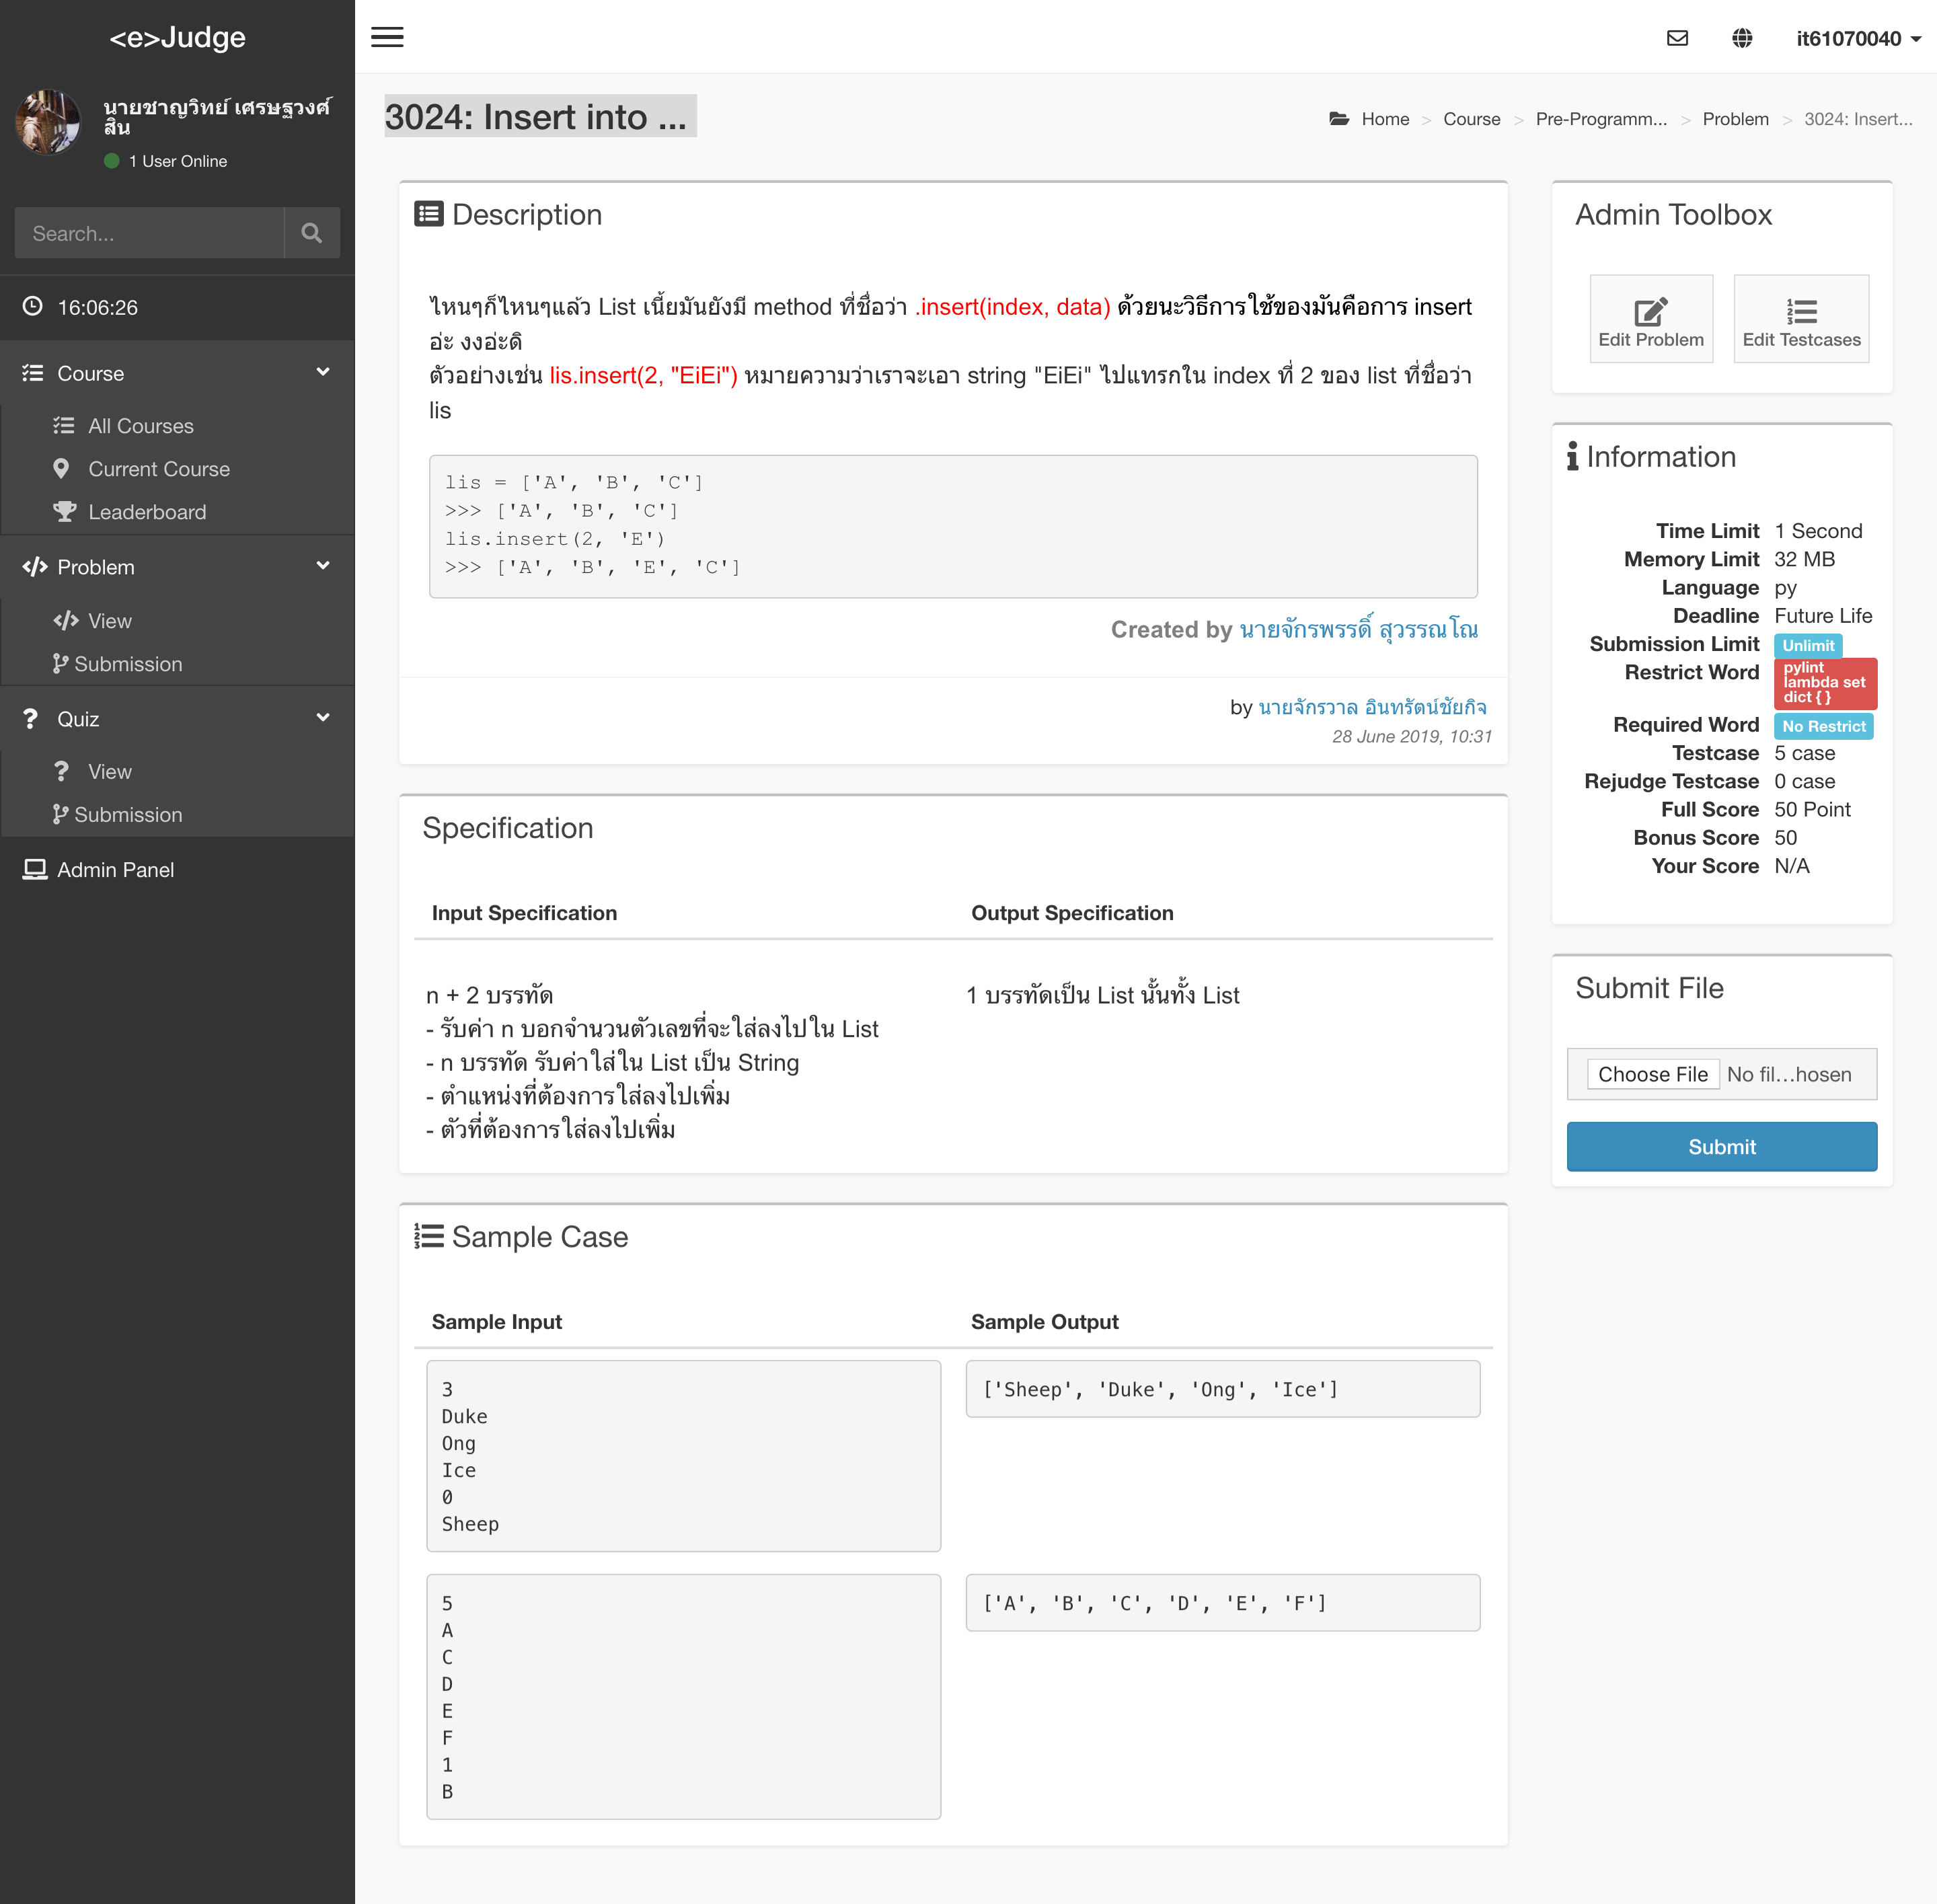 <e>Judge
นายชาญวิทย์ เศรษฐวงศ์
สิน
1 User Online
Search...
16:06:26
Course
All Courses
Current Course
Leaderboard
Problem
View
Submission
Quiz
View
Submission
Admin Panel
it61070040
3024: Insert into ...
Home > Course > Pre-Programm... > Problem > 3024: Insert...
Description
ไหนๆก็ไหนๆแล้ว List เนี้ยมันยังมี method ที่ชื่อว่า .insert(index, data) ด้วยนะวิธีการใช้ของมันคือการ insert
อ่ะ งงอ่ะดิ
ตัวอย่างเช่น lis.insert(2, "EiEi") หมายความว่าเราจะเอา string "EiEi" ไปแทรกใน index ที่ 2 ของ list ที่ชื่อว่า
lis
lis = ['A', 'B', 'C']
>>> ['A', 'B', 'C']
lis.insert(2, 'E')
>>> ['A', 'B', 'E', 'C']
Created by นายจักรพรรดิ์ สุวรรณโณ
by นายจักรวาล อินทรัตน์ชัยกิจ
28 June 2019, 10:31
Specification
Input Specification
Output Specification
n + 2 บรรทัด
- รับค่า n บอกจำนวนตัวเลขที่จะใส่ลงไปใน List
- n บรรทัด รับค่าใส่ใน List เป็น String
- ตำแหน่งที่ต้องการใส่ลงไปเพิ่ม
- ตัวที่ต้องการใส่ลงไปเพิ่ม
1 บรรทัดเป็น List นั้นทั้ง List
Sample Case
Sample Input
Sample Output
3
Duke
Ong
Ice
0
Sheep
['Sheep', 'Duke', 'Ong', 'Ice']
5
A
C
D
E
F
1
B
['A', 'B', 'C', 'D', 'E', 'F']
Admin Toolbox
Edit Problem
Edit Testcases
Information
Time Limit 1 Second
Memory Limit 32 MB
Language py
Deadline Future Life
Submission Limit Unlimit
Restrict Word pylint
lambda set
dict { }
Required Word No Restrict
Testcase 5 case
Rejudge Testcase 0 case
Full Score 50 Point
Bonus Score 50
Your Score N/A
Submit File
Choose File No fil...hosen
Submit